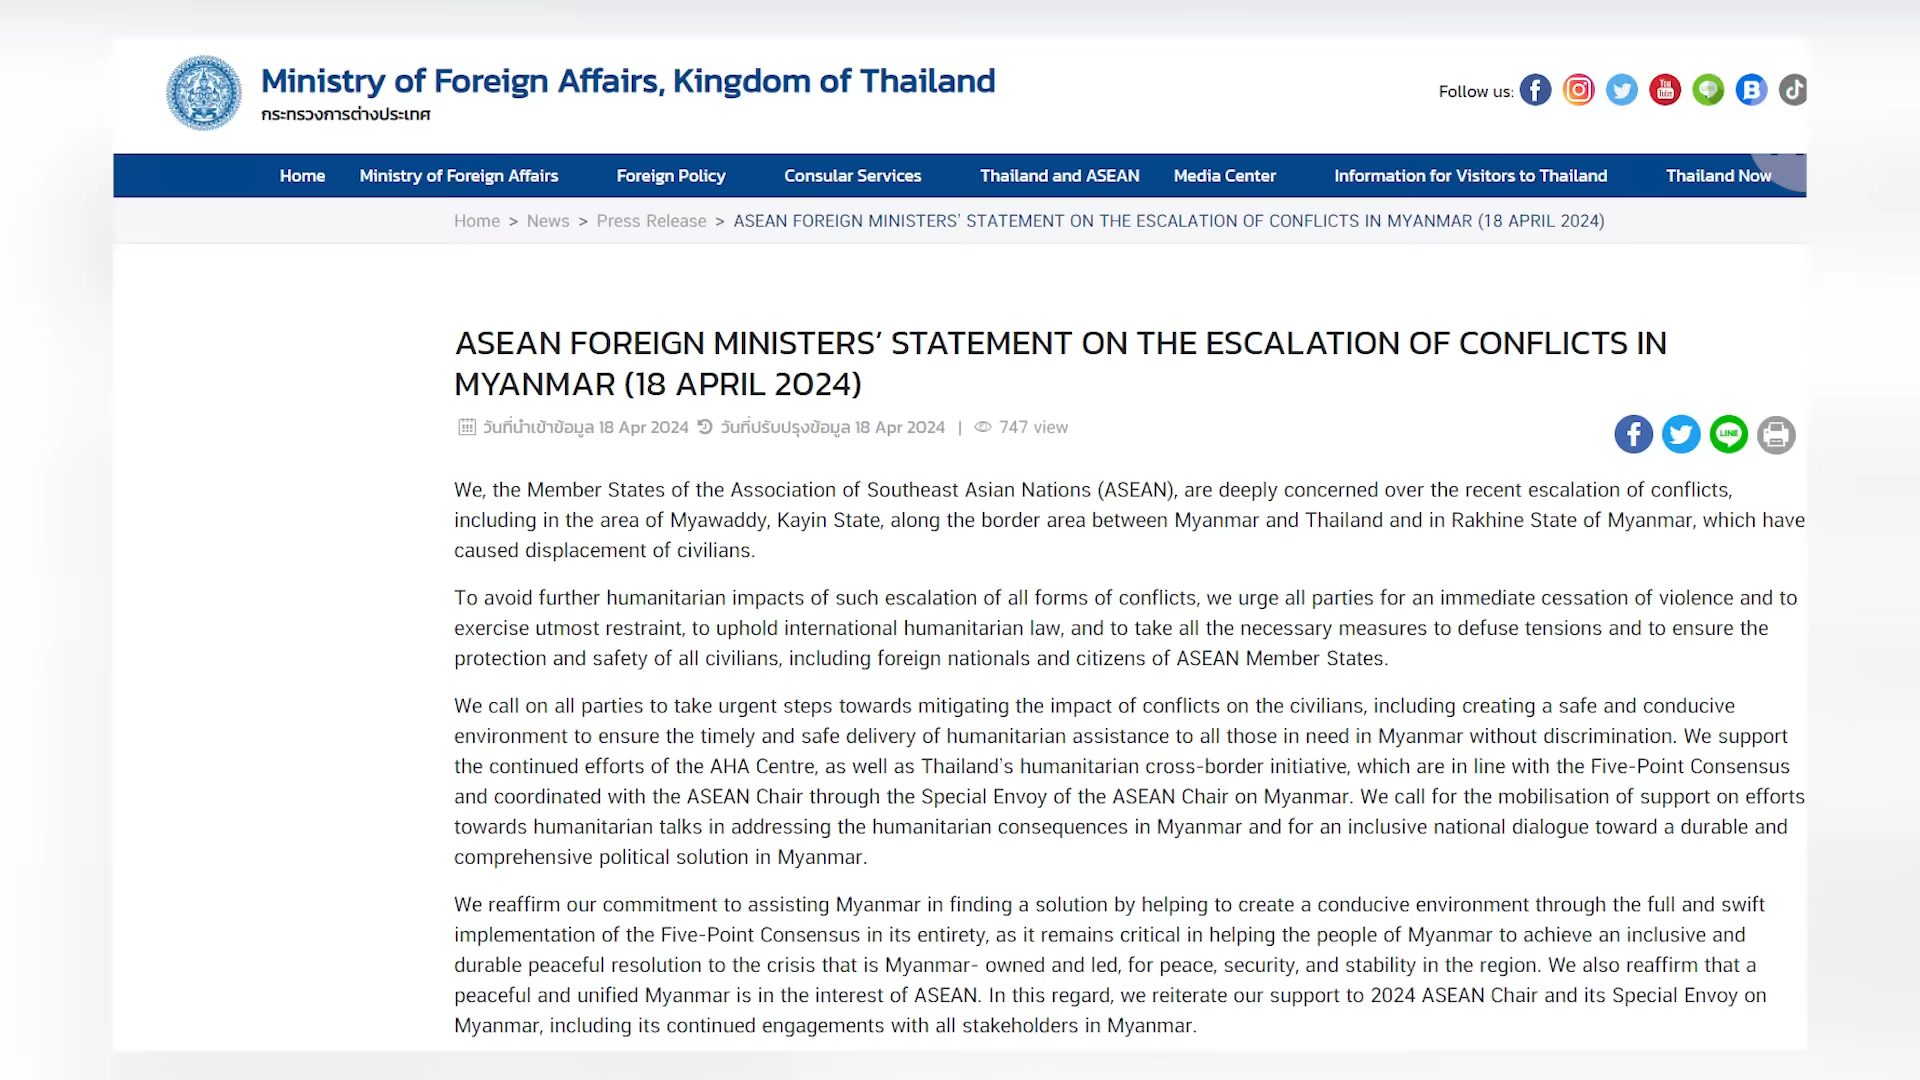 Ministry of Foreign Affairs, Kingdom of Thailand
กระทรวงการต่างประเทศ
Follow us:
Home Ministry of Foreign Affairs Foreign Policy Consular Services Thailand and ASEAN Media Center Information for Visitors to Thailand Thailand Now
Home > News > Press Release > ASEAN FOREIGN MINISTERS' STATEMENT ON THE ESCALATION OF CONFLICTS IN MYANMAR (18 APRIL 2024)
ASEAN FOREIGN MINISTERS’ STATEMENT ON THE ESCALATION OF CONFLICTS IN
MYANMAR (18 APRIL 2024)
วันที่นำเข้าข้อมูล 18 Apr 2024 วันที่ปรับปรุงข้อมูล 18 Apr 2024 | 747 view
LINE
We, the Member States of the Association of Southeast Asian Nations (ASEAN), are deeply concerned over the recent escalation of conflicts,
including in the area of Myawaddy, Kayin State, along the border area between Myanmar and Thailand and in Rakhine State of Myanmar, which have
caused displacement of civilians.
To avoid further humanitarian impacts of such escalation of all forms of conflicts, we urge all parties for an immediate cessation of violence and to
exercise utmost restraint, to uphold international humanitarian law, and to take all the necessary measures to defuse tensions and to ensure the
protection and safety of all civilians, including foreign nationals and citizens of ASEAN Member States.
We call on all parties to take urgent steps towards mitigating the impact of conflicts on the civilians, including creating a safe and conducive
environment to ensure the timely and safe delivery of humanitarian assistance to all those in need in Myanmar without discrimination. We support
the continued efforts of the AHA Centre, as well as Thailand's humanitarian cross-border initiative, which are in line with the Five-Point Consensus
and coordinated with the ASEAN Chair through the Special Envoy of the ASEAN Chair on Myanmar. We call for the mobilisation of support on efforts
towards humanitarian talks in addressing the humanitarian consequences in Myanmar and for an inclusive national dialogue toward a durable and
comprehensive political solution in Myanmar.
We reaffirm our commitment to assisting Myanmar in finding a solution by helping to create a conducive environment through the full and swift
implementation of the Five-Point Consensus in its entirety, as it remains critical in helping the people of Myanmar to achieve an inclusive and
durable peaceful resolution to the crisis that is Myanmar- owned and led, for peace, security, and stability in the region. We also reaffirm that a
peaceful and unified Myanmar is in the interest of ASEAN. In this regard, we reiterate our support to 2024 ASEAN Chair and its Special Envoy on
Myanmar, including its continued engagements with all stakeholders in Myanmar.